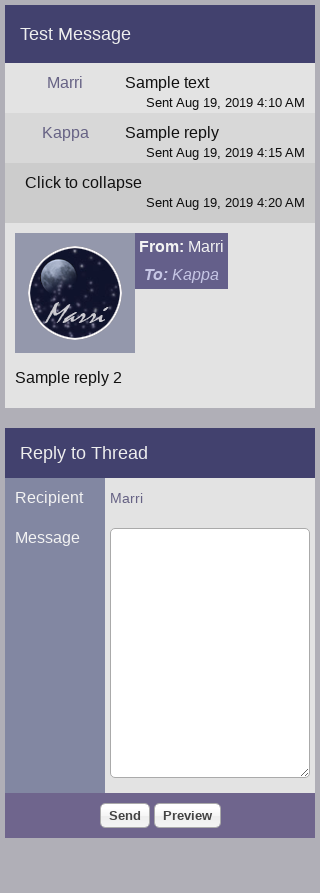 Test Message
Marri Sample text
Sent Aug 19, 2019 4:10 AM
Kappa Sample reply
Sent Aug 19, 2019 4:15 AM
Click to collapse
Sent Aug 19, 2019 4:20 AM
Marri
From: Marri
To: Kappa
Sample reply 2
Reply to Thread
Recipient Marri
Message
Send Preview